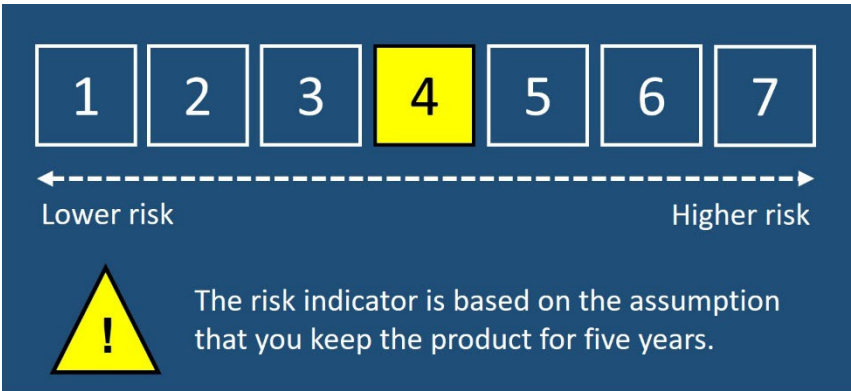 1 2 3 4 5 6 7
Lower risk Higher risk
! The risk indicator is based on the assumption
that you keep the product for five years.